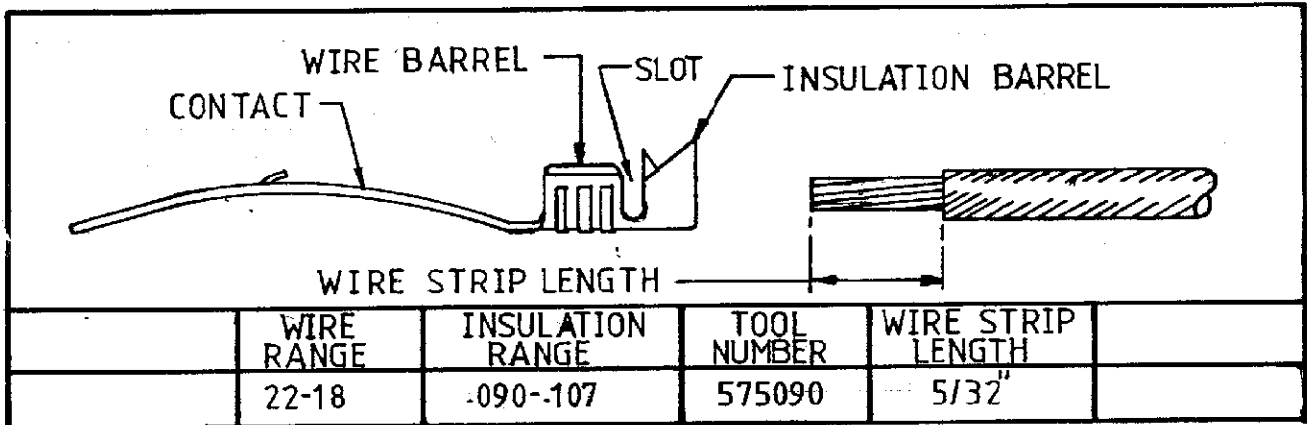 WIRE BARREL
SLOT
INSULATION BARREL
CONTACT
WIRE STRIP LENGTH
WIRE RANGE
INSULATION RANGE
TOOL NUMBER
WIRE STRIP LENGTH
22-18
.090-.107
575090
5/32"